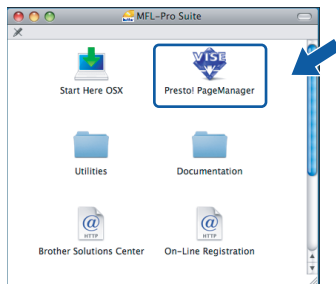 MFL-Pro Suite
VISE
Start Here OSX
Presto! PageManager
Utilities
Documentation
@
HTTP
@
HTTP
Brother Solutions Center
On-Line Registration